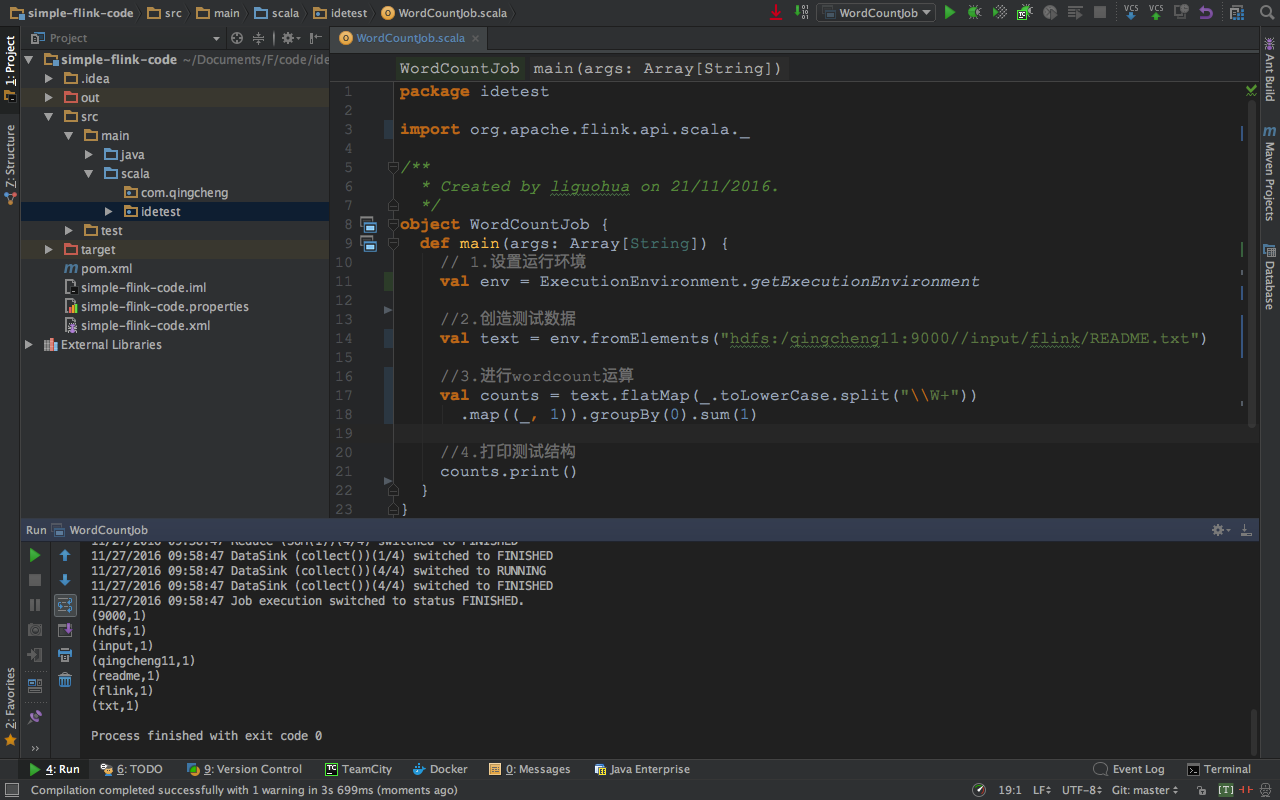 simple-flink-code src main scala idetest WordCountJob.scala WordCountJob
Project
WordCountJob.scala
1: Project
7: Structure
2: Favorites
simple-flink-code ~/Documents/F/code/ide
.idea
out
src
main
java
scala
com.qingcheng
idetest
test
target
pom.xml
simple-flink-code.iml
simple-flink-code.properties
simple-flink-code.xml
External Libraries
WordCountJob main(args: Array[String])
1 package idetest
2
3 import org.apache.flink.api.scala._
4
5 /**
6 * Created by liguohua on 21/11/2016.
7 */
8 object WordCountJob {
9 def main(args: Array[String]) {
10 // 1.设置运行环境
11 val env = ExecutionEnvironment.getExecutionEnvironment
12
13 //2.创造测试数据
14 val text = env.fromElements("hdfs:/qingcheng11:9000//input/flink/README.txt")
15
16 //3.进行wordcount运算
17 val counts = text.flatMap(_.toLowerCase.split("\\W+"))
18 .map((_, 1)).groupBy(0).sum(1)
19
20 //4.打印测试结构
21 counts.print()
22 }
23 }
Ant Build
Maven Projects
Database
Run WordCountJob
11/27/2016 09:58:47 Reduce (SUM(1))(4/4) switched to FINISHED
11/27/2016 09:58:47 DataSink (collect())(1/4) switched to FINISHED
11/27/2016 09:58:47 DataSink (collect())(4/4) switched to RUNNING
11/27/2016 09:58:47 DataSink (collect())(4/4) switched to FINISHED
11/27/2016 09:58:47 Job execution switched to status FINISHED.
(9000,1)
(hdfs,1)
(input,1)
(qingcheng11,1)
(readme,1)
(flink,1)
(txt,1)
Process finished with exit code 0
4: Run 6: TODO 9: Version Control TeamCity Docker 0: Messages Java Enterprise Event Log Terminal
Compilation completed successfully with 1 warning in 3s 699ms (moments ago) 19:1 LF UTF-8 Git: master [T]